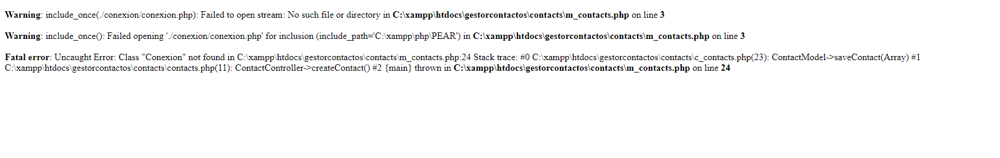 Warning: include_once(./conexion/conexion.php): Failed to open stream: No such file or directory in C:\xampp\htdocs\gestorcontactos\contacts\m_contacts.php on line 3
Warning: include_once(): Failed opening './conexion/conexion.php' for inclusion (include_path='C:\xampp\php\PEAR') in C:\xampp\htdocs\gestorcontactos\contacts\m_contacts.php on line 3
Fatal error: Uncaught Error: Class "Conexion" not found in C:\xampp\htdocs\gestorcontactos\contacts\m_contacts.php:24 Stack trace: #0 C:\xampp\htdocs\gestorcontactos\contacts\c_contacts.php(23): ContactModel->saveContact(Array) #1
C:\xampp\htdocs\gestorcontactos\contacts\contacts.php(11): ContactController->createContact() #2 {main} thrown in C:\xampp\htdocs\gestorcontactos\contacts\m_contacts.php on line 24